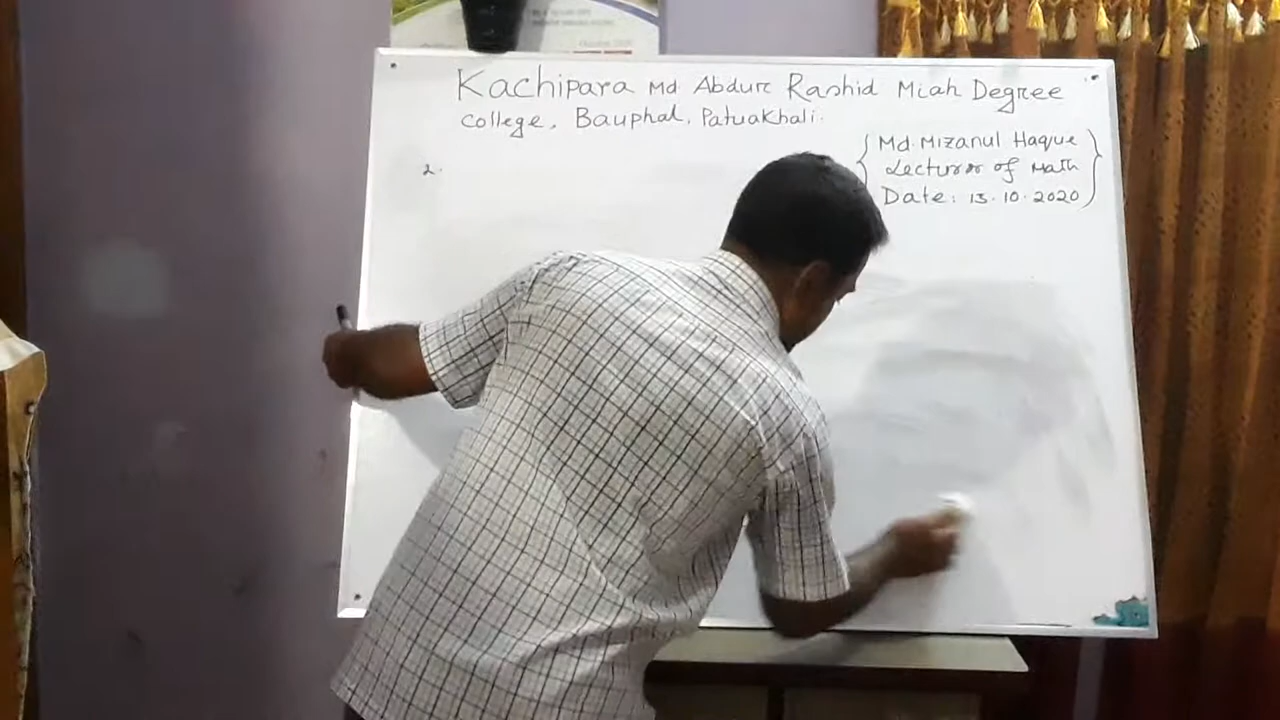 Kachipara Md Abdur Rashid Miah Degree
College, Bauphal, Patuakhali.
Md. Mizanul Haque
Lecturer of Math
Date: 13.10.2020
2.